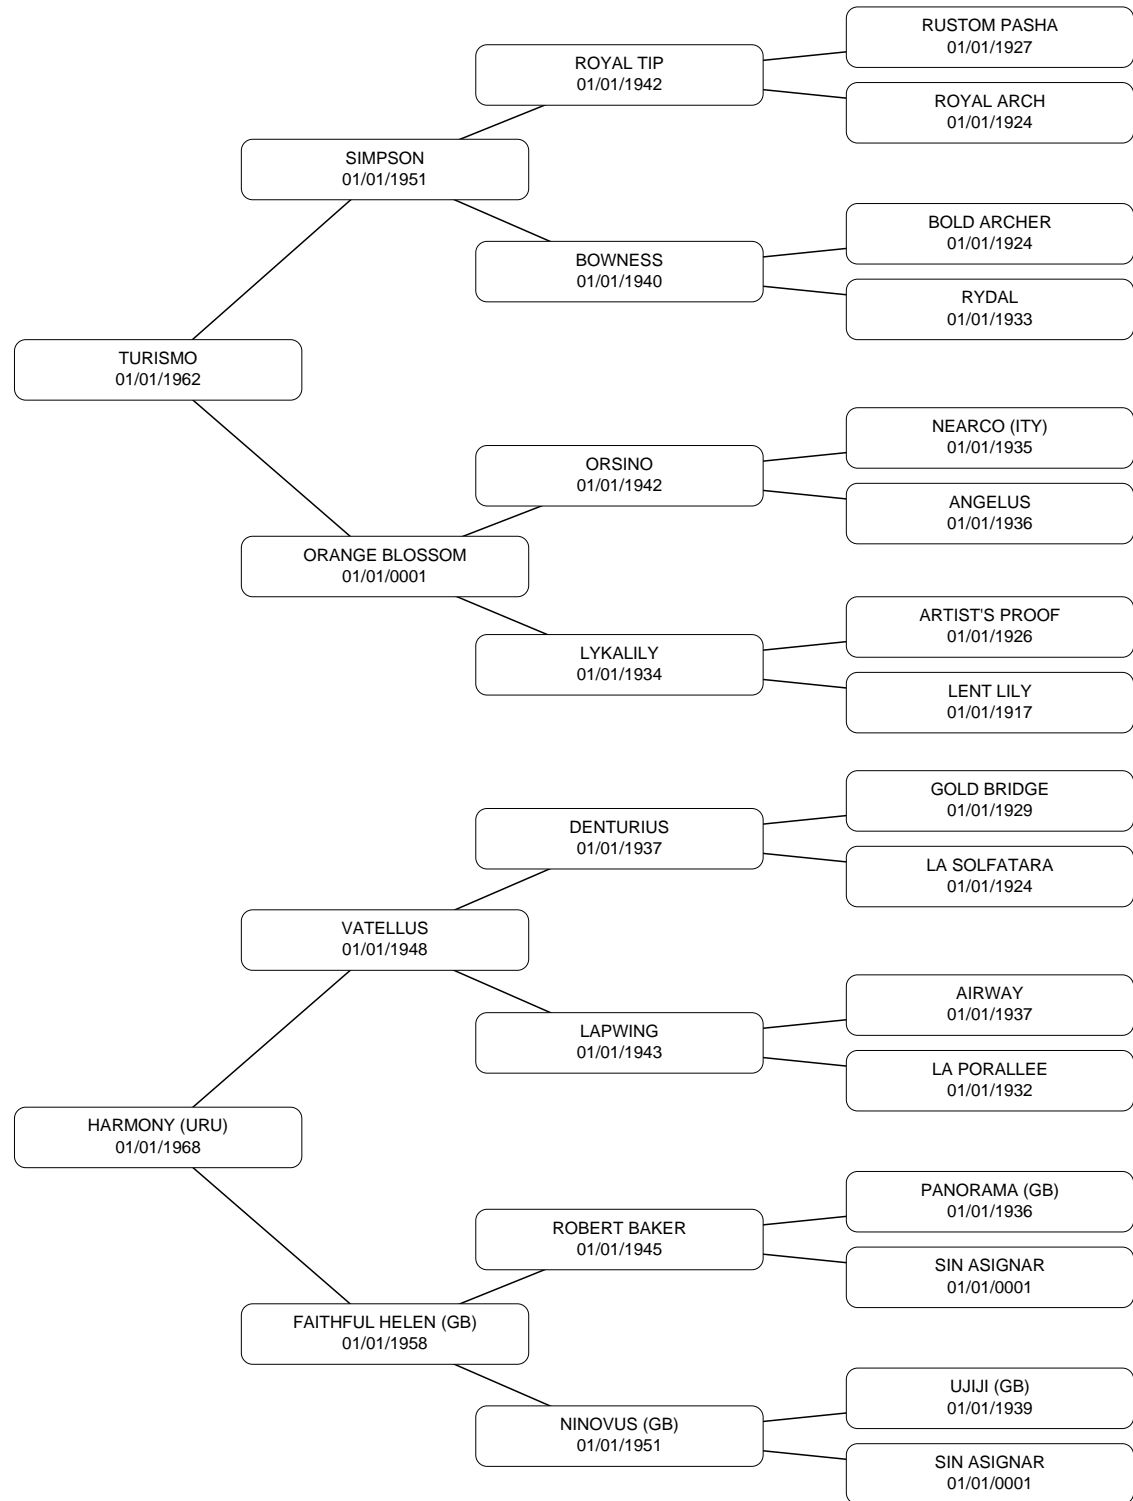 RUSTOM PASHA
01/01/1927
ROYAL TIP
01/01/1942
ROYAL ARCH
01/01/1924
SIMPSON
01/01/1951
BOLD ARCHER
01/01/1924
BOWNESS
01/01/1940
RYDAL
01/01/1933
TURISMO
01/01/1962
NEARCO (ITY)
01/01/1935
ORSINO
01/01/1942
ANGELUS
01/01/1936
ORANGE BLOSSOM
01/01/0001
ARTIST'S PROOF
01/01/1926
LYKALILY
01/01/1934
LENT LILY
01/01/1917
GOLD BRIDGE
01/01/1929
DENTURIUS
01/01/1937
LA SOLFATARA
01/01/1924
VATELLUS
01/01/1948
AIRWAY
01/01/1937
LAPWING
01/01/1943
LA PORALLEE
01/01/1932
HARMONY (URU)
01/01/1968
PANORAMA (GB)
01/01/1936
ROBERT BAKER
01/01/1945
SIN ASIGNAR
01/01/0001
FAITHFUL HELEN (GB)
01/01/1958
UJIJI (GB)
01/01/1939
NINOVUS (GB)
01/01/1951
SIN ASIGNAR
01/01/0001